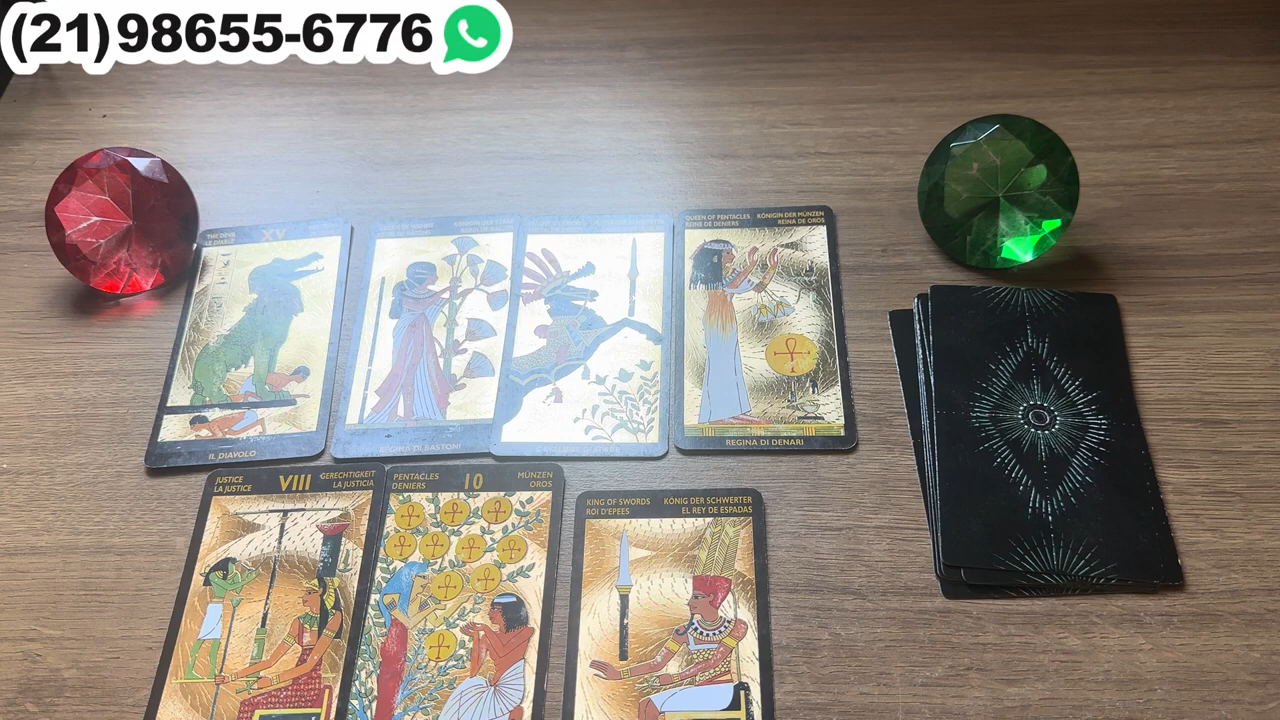 (21)98655-6776
THE DEVIL
LE DIABLE
XV
IL DIAVOLO
REGINA DI BASTONI
QUEEN OF PENTACLES
REINE DE DENIERS
KÖNIGIN DER MÜNZEN
REINA DE OROS
REGINA DI DENARI
JUSTICE
LA JUSTICE
VIII
GERECHTIGKEIT
LA JUSTICIA
PENTACLES
DENIERS
10
MÜNZEN
OROS
KING OF SWORDS
ROI D'EPEES
KÖNIG DER SCHWERTER
EL REY DE ESPADAS